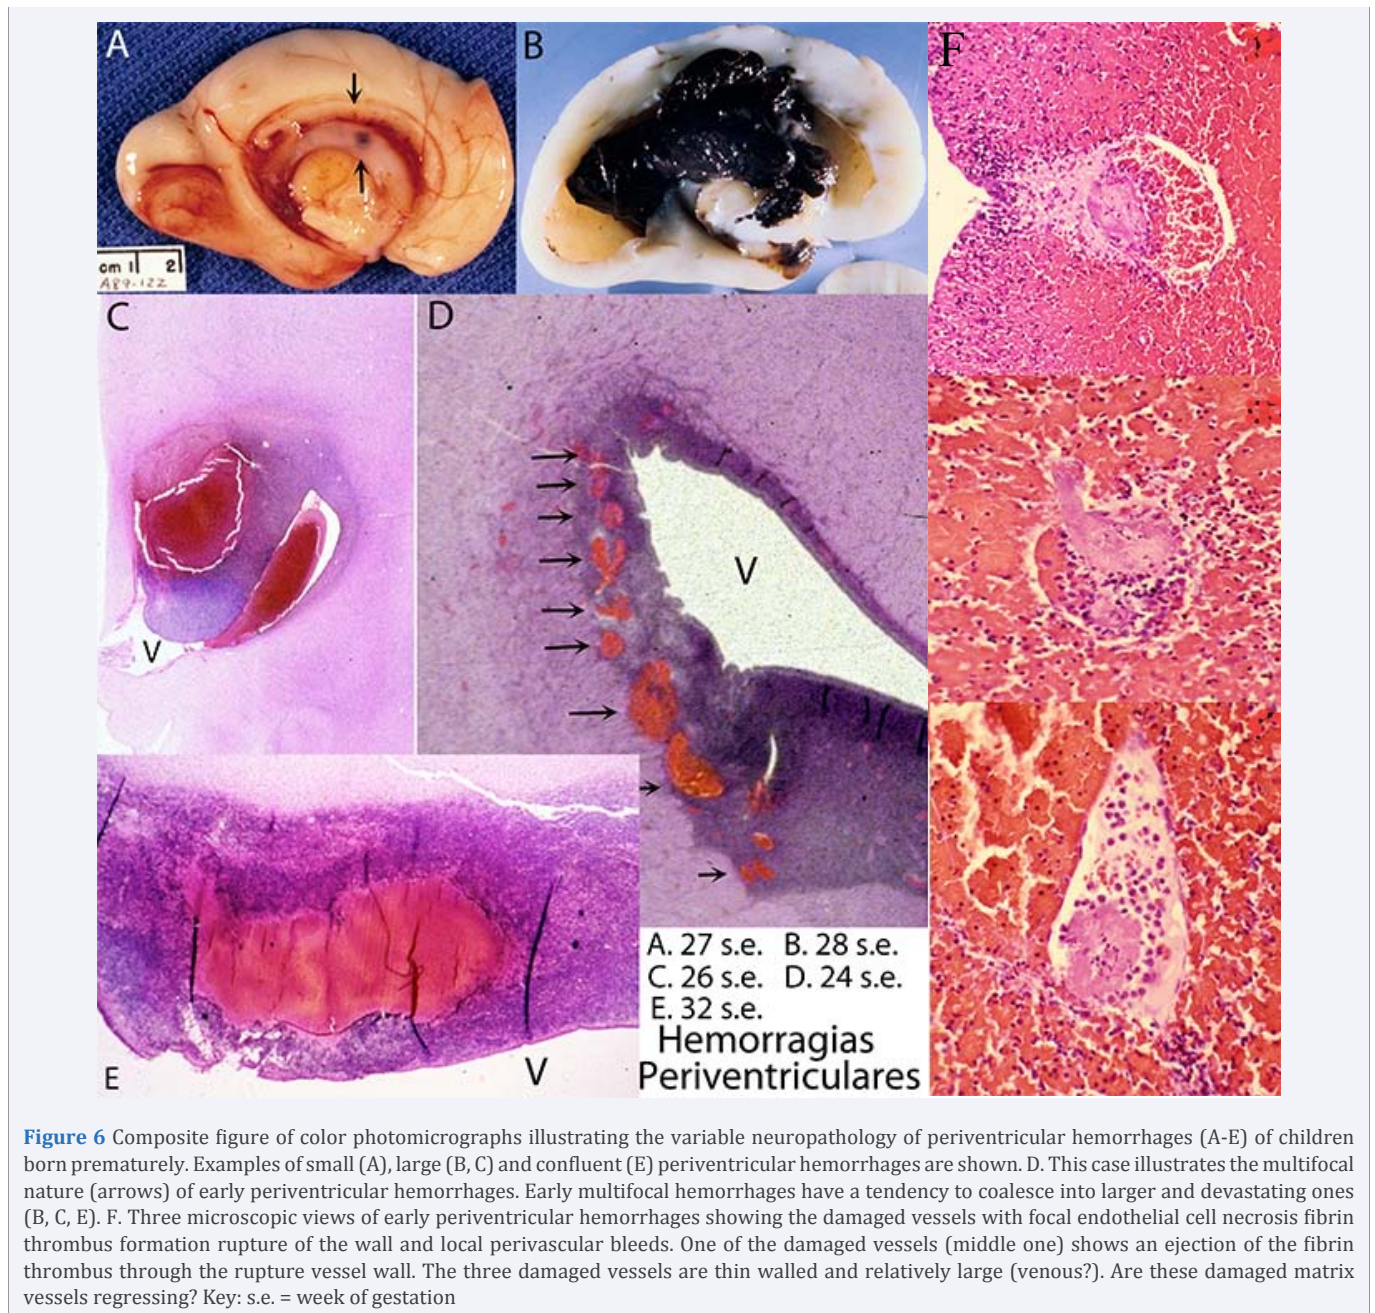 A
B
F
cm 1 2
A89-122
C
D
V
V
E
V
A. 27 s.e. B. 28 s.e.
C. 26 s.e. D. 24 s.e.
E. 32 s.e.
Hemorragias
Periventriculares
Figure 6 Composite figure of color photomicrographs illustrating the variable neuropathology of periventricular hemorrhages (A-E) of children
born prematurely. Examples of small (A), large (B, C) and confluent (E) periventricular hemorrhages are shown. D. This case illustrates the multifocal
nature (arrows) of early periventricular hemorrhages. Early multifocal hemorrhages have a tendency to coalesce into larger and devastating ones
(B, C, E). F. Three microscopic views of early periventricular hemorrhages showing the damaged vessels with focal endothelial cell necrosis fibrin
thrombus formation rupture of the wall and local perivascular bleeds. One of the damaged vessels (middle one) shows an ejection of the fibrin
thrombus through the rupture vessel wall. The three damaged vessels are thin walled and relatively large (venous?). Are these damaged matrix
vessels regressing? Key: s.e. = week of gestation